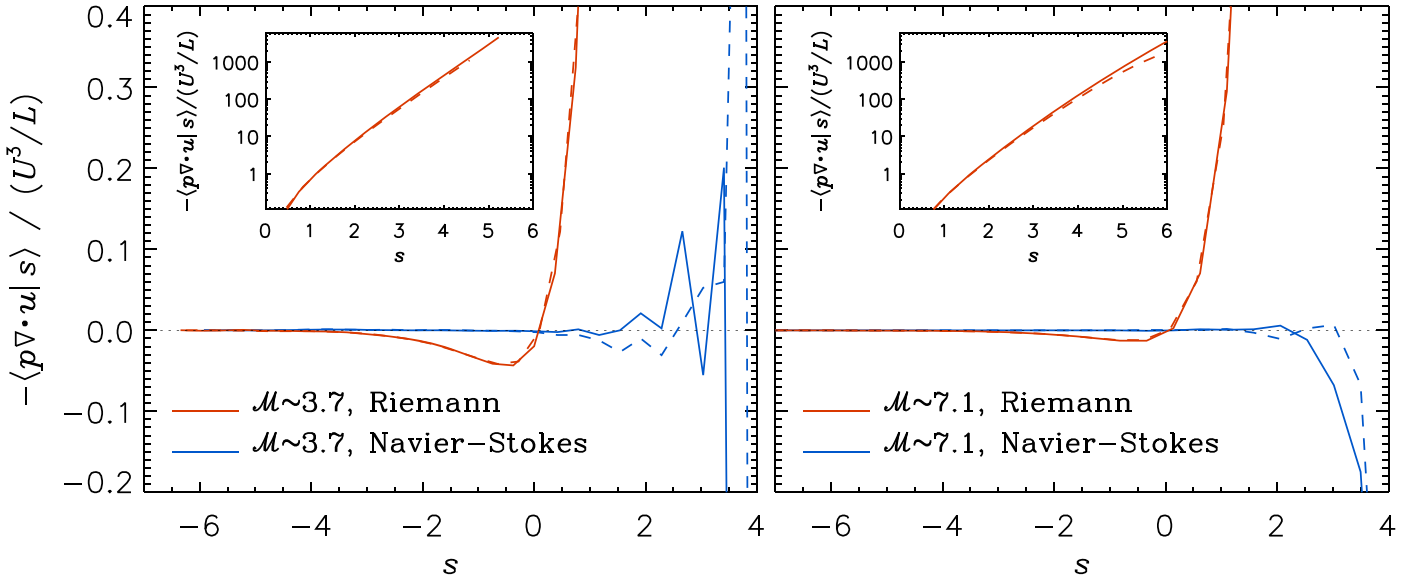 −⟨p∇•u|s⟩ / (U³/L)
0.4
0.3
0.2
0.1
0.0
−0.1
−0.2
−6 −4 −2 0 2 4
s
−⟨p∇•u|s⟩/(U³/L)
1000
100
10
1
0 1 2 3 4 5 6
s
ℳ~3.7, Riemann
ℳ~3.7, Navier−Stokes
−6 −4 −2 0 2 4
s
−⟨p∇•u|s⟩/(U³/L)
1000
100
10
1
0 1 2 3 4 5 6
s
ℳ~7.1, Riemann
ℳ~7.1, Navier−Stokes